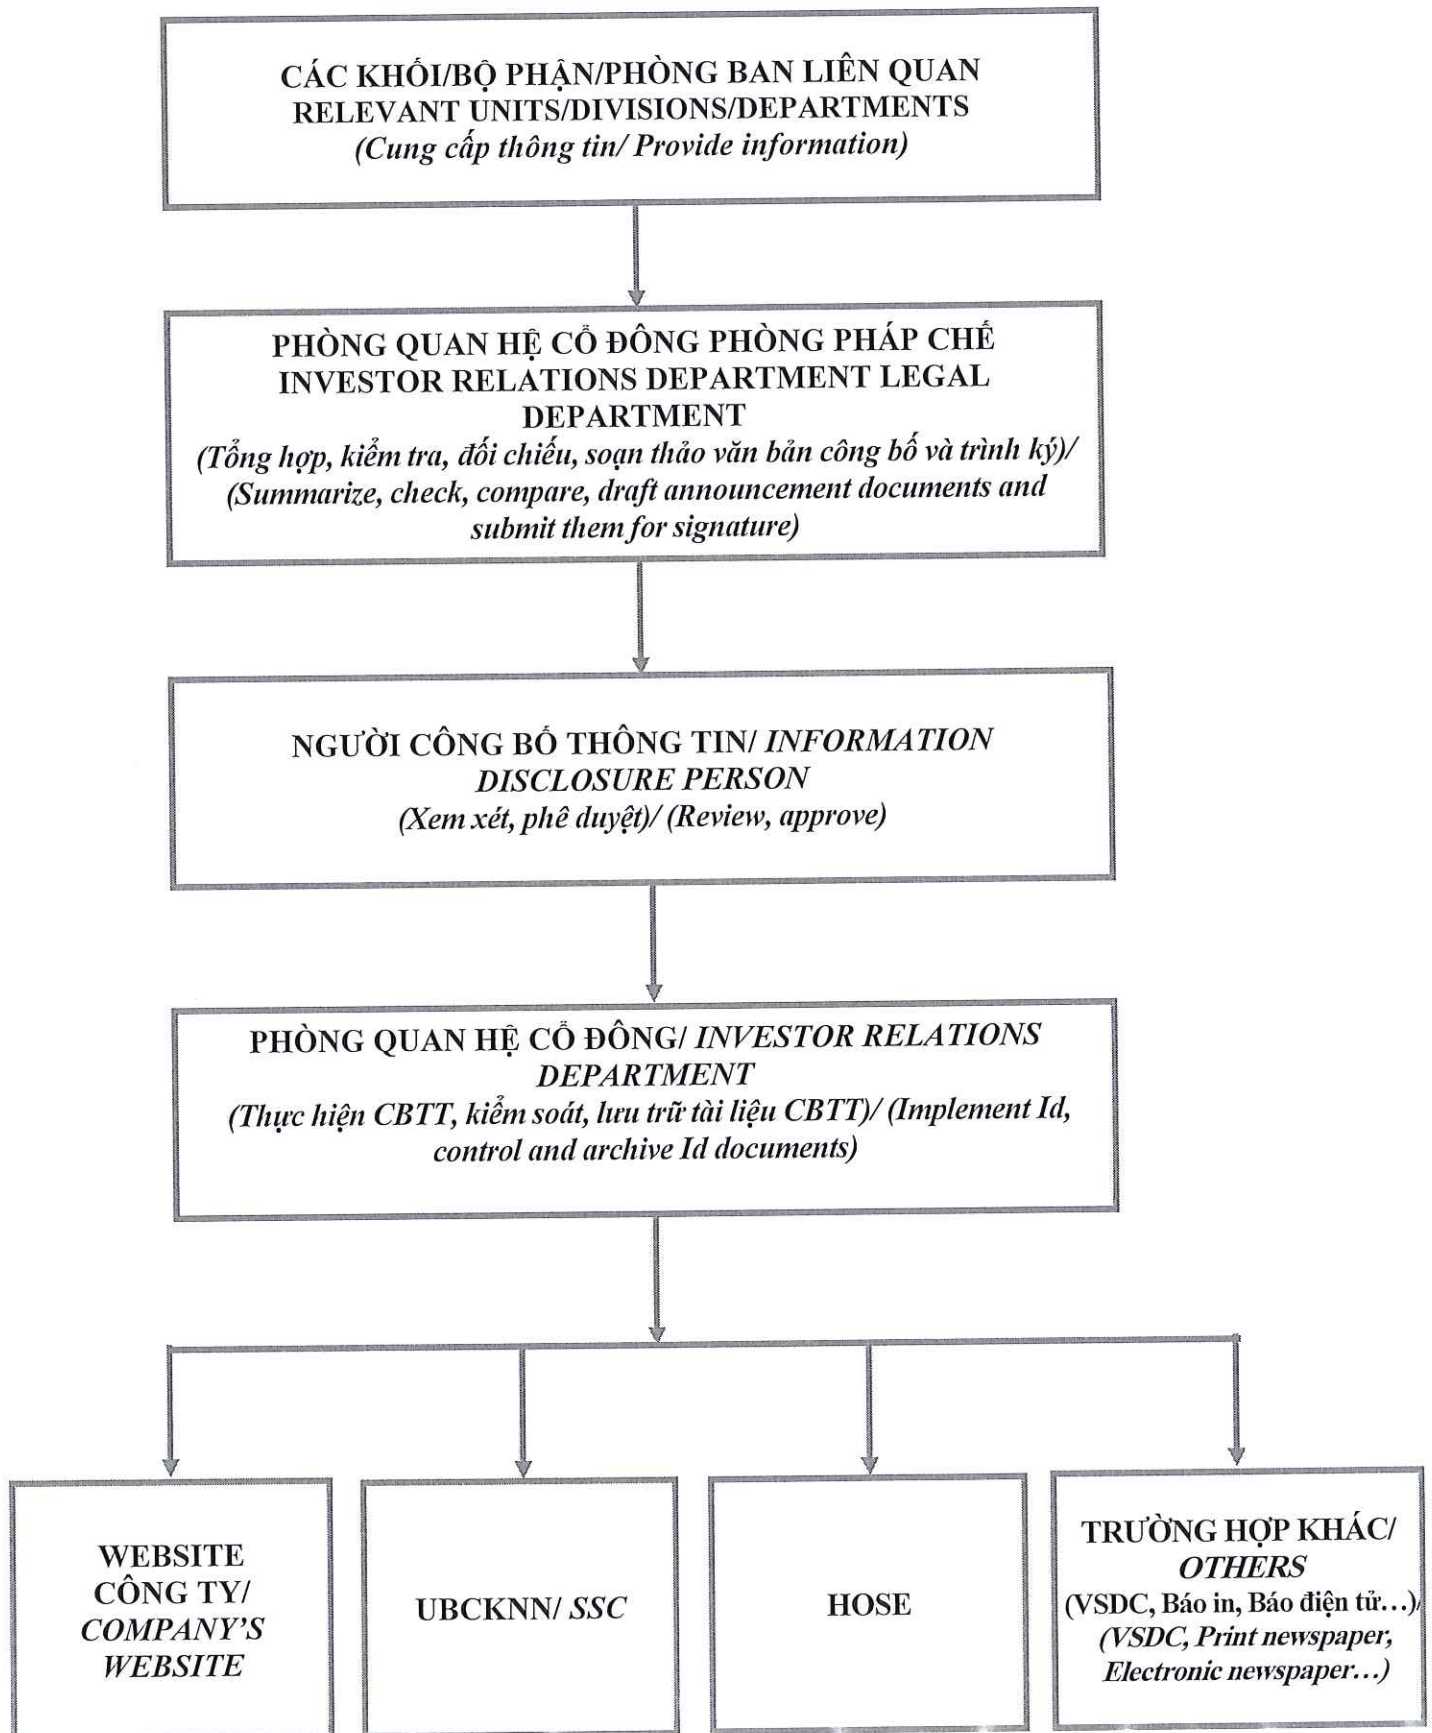 CÁC KHỐI/BỘ PHẬN/PHÒNG BAN LIÊN QUAN
RELEVANT UNITS/DIVISIONS/DEPARTMENTS
(Cung cấp thông tin/ Provide information)
PHÒNG QUAN HỆ CỔ ĐÔNG PHÒNG PHÁP CHẾ
INVESTOR RELATIONS DEPARTMENT LEGAL
DEPARTMENT
(Tổng hợp, kiểm tra, đối chiếu, soạn thảo văn bản công bố và trình ký)/
(Summarize, check, compare, draft announcement documents and
submit them for signature)
NGƯỜI CÔNG BỐ THÔNG TIN/ INFORMATION
DISCLOSURE PERSON
(Xem xét, phê duyệt)/ (Review, approve)
PHÒNG QUAN HỆ CỔ ĐÔNG/ INVESTOR RELATIONS
DEPARTMENT
(Thực hiện CBTT, kiểm soát, lưu trữ tài liệu CBTT)/ (Implement Id,
control and archive Id documents)
WEBSITE
CÔNG TY/
COMPANY'S
WEBSITE
UBCKNN/ SSC
HOSE
TRƯỜNG HỢP KHÁC/
OTHERS
(VSDC, Báo in, Báo điện tử…)/
(VSDC, Print newspaper,
Electronic newspaper…)